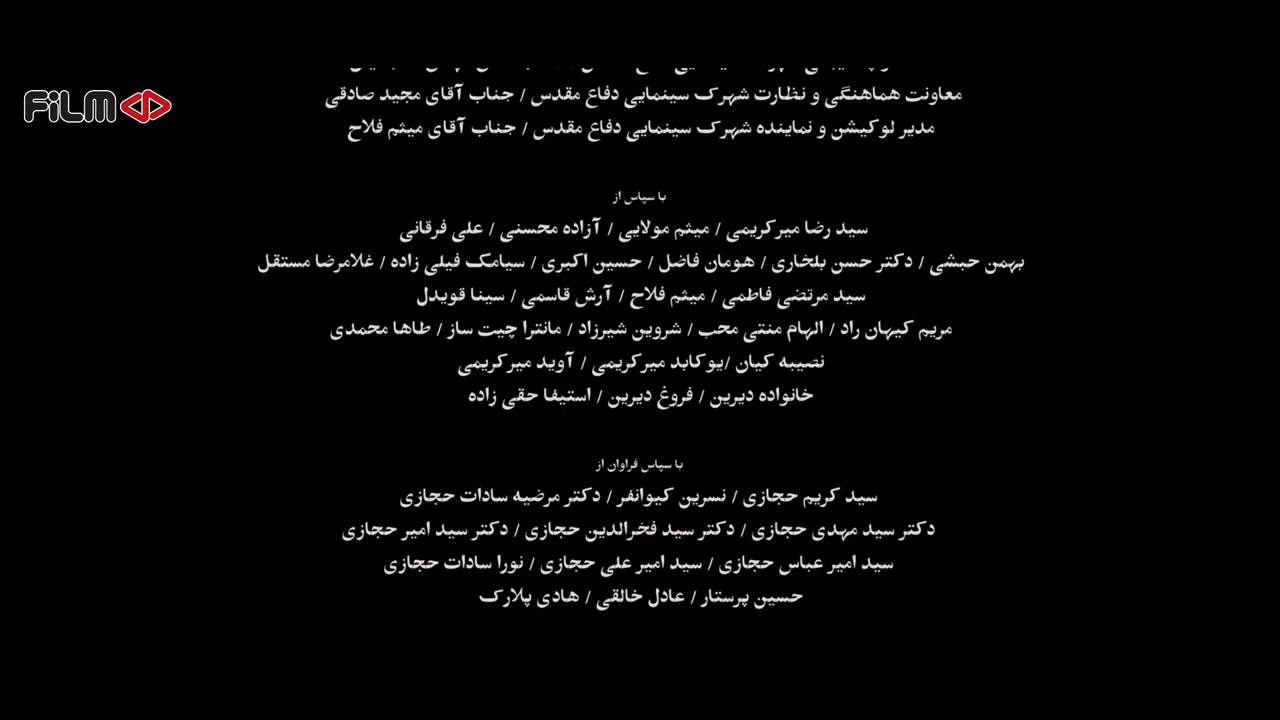 FiLM
معاونت هماهنگی و نظارت شهرک سینمایی دفاع مقدس / جناب آقای مجید صادقی
مدیر لوکیشن و نماینده شهرک سینمایی دفاع مقدس / جناب آقای میثم فلاح
با سپاس از
سید رضا میرکریمی / میثم مولایی / آزاده محسنی / علی فرقانی
بهمن حبشی / دکتر حسن بلخاری / هومان فاضل / حسین اکبری / سیامک فیلی زاده / غلامرضا مستقل
سید مرتضی فاطمی / میثم فلاح / آرش قاسمی / سینا قویدل
مریم کیهان راد / الهام منتی محب / شروین شیرزاد / مانترا چیت ساز / طاها محمدی
نصیبه کیان /یوکابد میرکریمی / آوید میرکریمی
خانواده دیرین / فروغ دیرین / استیفا حقی زاده
با سپاس فراوان از
سید کریم حجازی / نسرین کیوانفر / دکتر مرضیه سادات حجازی
دکتر سید مهدی حجازی / دکتر سید فخرالدین حجازی / دکتر سید امیر حجازی
سید امیر عباس حجازی / سید امیر علی حجازی / نورا سادات حجازی
حسین پرستار / عادل خالقی / هادی پلارک